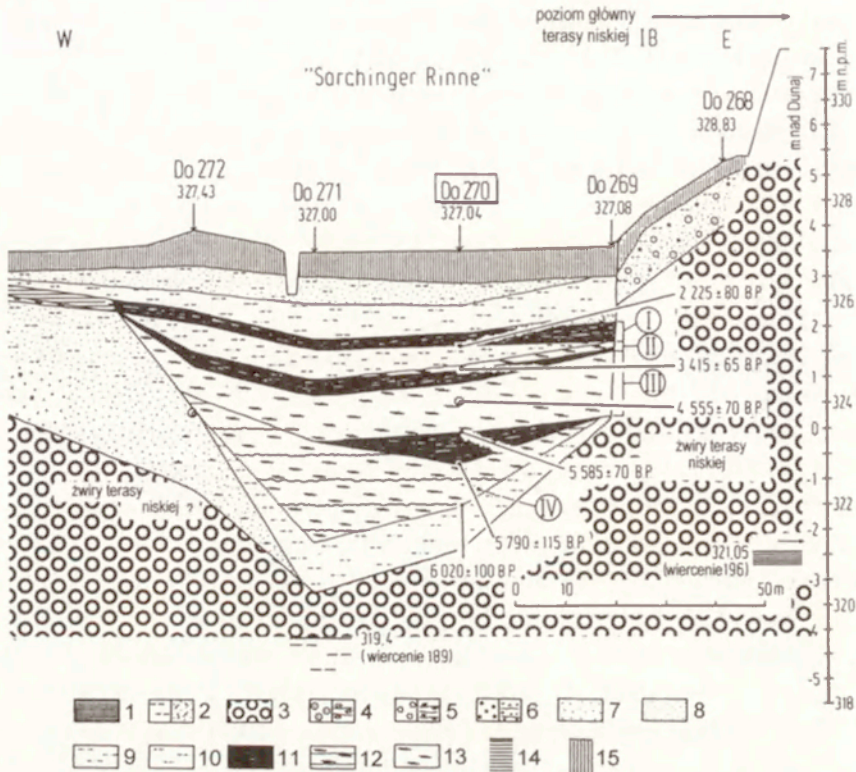 poziom główny
terasy niskiej I B
W
E
"Sarchinger Rinne"
m n.p.m.
m nad Dunaj
Do 268
328,83
Do 272
327,43
Do 271
327,00
Do 270
327,04
Do 269
327,08
7
6
5
4
3
2
1
0
-1
-2
-3
-5
330
328
326
324
322
320
318
2 225 ± 80 B.P.
I
II
3 415 ± 65 B.P.
III
4 555 ± 70 B.P.
żwiry terasy
niskiej
5 585 ± 70 B.P.
żwiry terasy
niskiej ?
IV
5 790 ± 115 B.P.
6 020 ± 100 B.P.
321,05
(wiercenie 196)
0 10 50 m
319,4
(wiercenie 189)
1 2 3 4 5 6 7 8
9 10 11 12 13 14 15